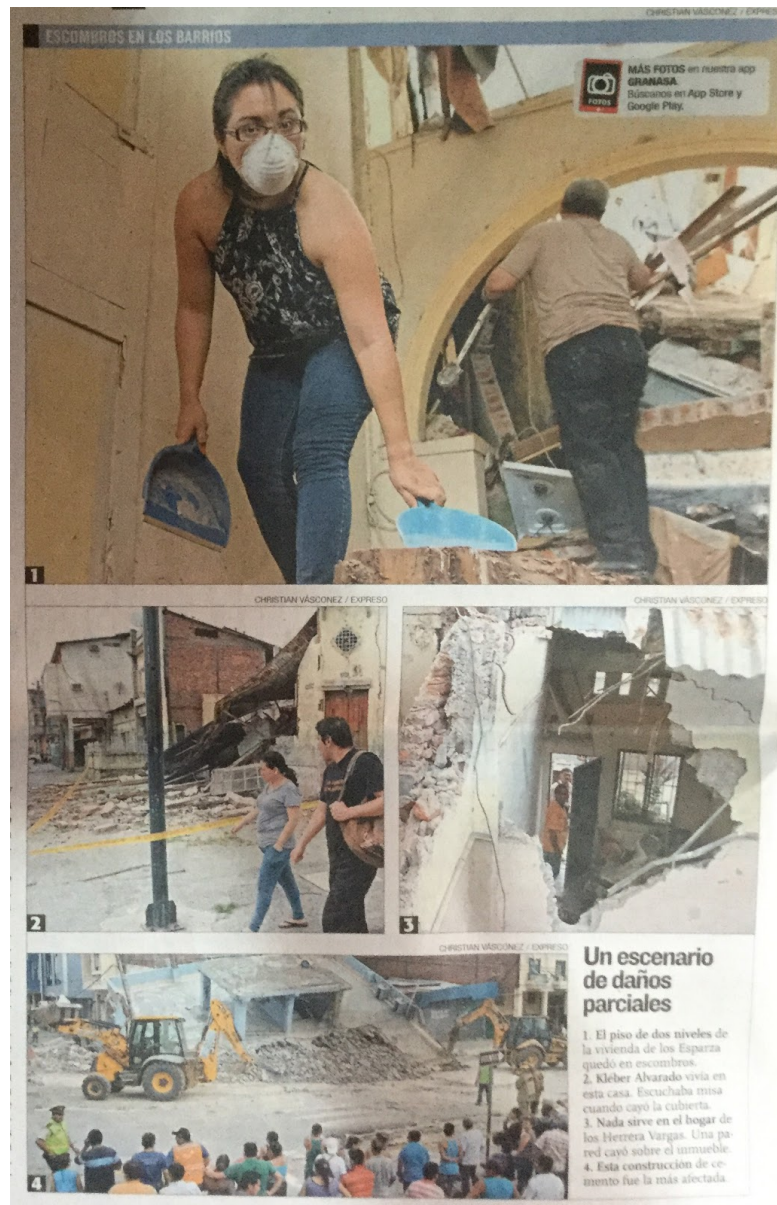 CHRISTIAN VÁSCONEZ / EXPRES
ESCOMBROS EN LOS BARRIOS
MÁS FOTOS en nuestra app
GRANASA.
Búscanos en App Store y
Google Play.
FOTOS
1
CHRISTIAN VÁSCONEZ / EXPRESO
CHRISTIAN VÁSCONEZ / EXPRESO
2
3
CHRISTIAN VÁSCONEZ / EXPRESO
4
Un escenario
de daños
parciales
1. El piso de dos niveles de
la vivienda de los Esparza
quedó en escombros.
2. Kléber Alvarado vivía en
esta casa. Escuchaba misa
cuando cayó la cubierta.
3. Nada sirve en el hogar de
los Herrera Vargas. Una pa-
red cayó sobre el inmueble.
4. Esta construcción de ce-
mento fue la más afectada